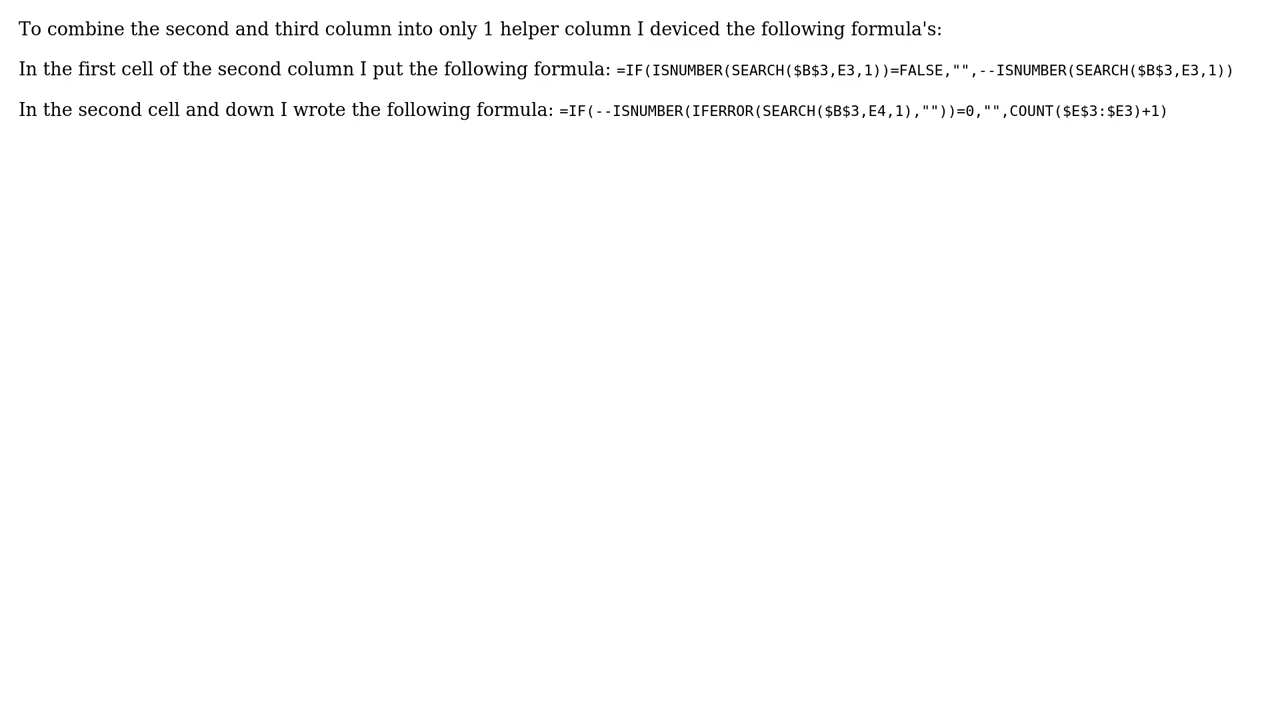 To combine the second and third column into only 1 helper column I deviced the following formula's:
In the first cell of the second column I put the following formula: =IF(ISNUMBER(SEARCH($B$3,E3,1))=FALSE,"",--ISNUMBER(SEARCH($B$3,E3,1))
In the second cell and down I wrote the following formula: =IF(--ISNUMBER(IFERROR(SEARCH($B$3,E4,1),""))=0,"",COUNT($E$3:$E3)+1)